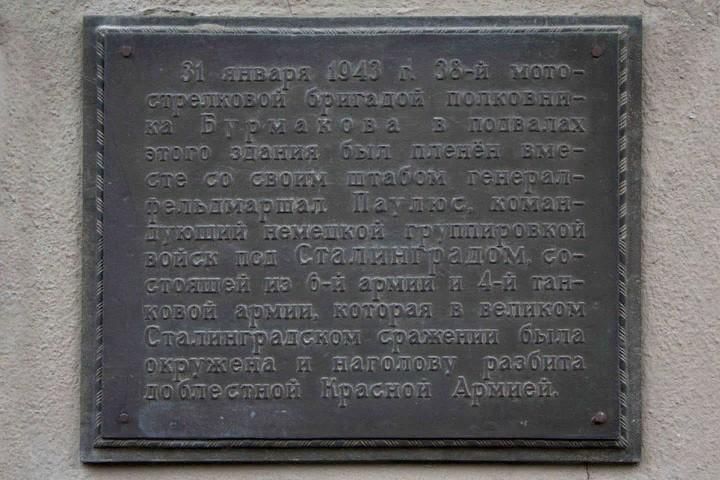 31 января 1943 г. 38-й мото-
стрелковой бригадой полковни-
ка Бурмакова в подвалах
этого здания был пленён вме-
сте со своим штабом генерал-
фельдмаршал Паулюс, коман-
дующий немецкой группировкой
войск под Сталинградом, со-
стоящей из 6-й армии и 4-й тан-
ковой армии, которая в великом
Сталинградском сражении была
окружена и наголову разбита
доблестной Красной Армией.